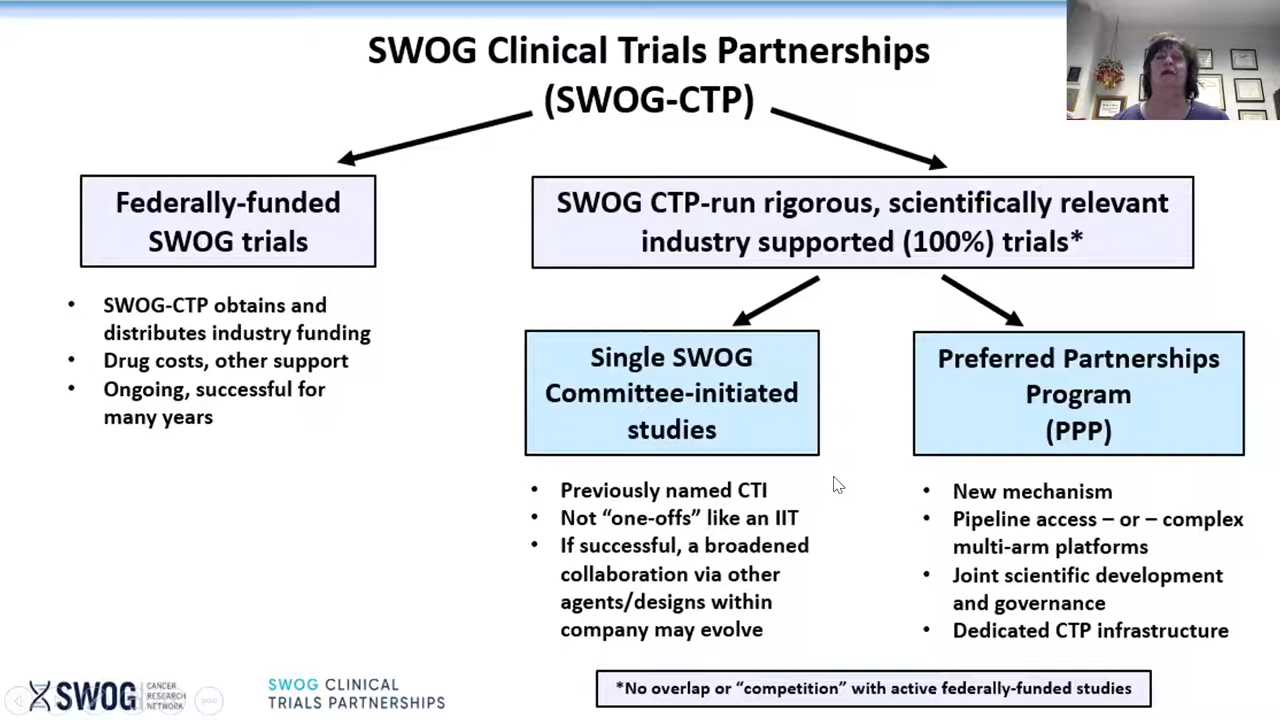 SWOG Clinical Trials Partnerships
(SWOG-CTP)
Federally-funded
SWOG trials
• SWOG-CTP obtains and
distributes industry funding
• Drug costs, other support
• Ongoing, successful for
many years
SWOG CTP-run rigorous, scientifically relevant
industry supported (100%) trials*
Single SWOG
Committee-initiated
studies
• Previously named CTI
• Not “one-offs” like an IIT
• If successful, a broadened
collaboration via other
agents/designs within
company may evolve
Preferred Partnerships
Program
(PPP)
• New mechanism
• Pipeline access – or – complex
multi-arm platforms
• Joint scientific development
and governance
• Dedicated CTP infrastructure
SWOG
CANCER
RESEARCH
NETWORK
SWOG CLINICAL
TRIALS PARTNERSHIPS
*No overlap or “competition” with active federally-funded studies